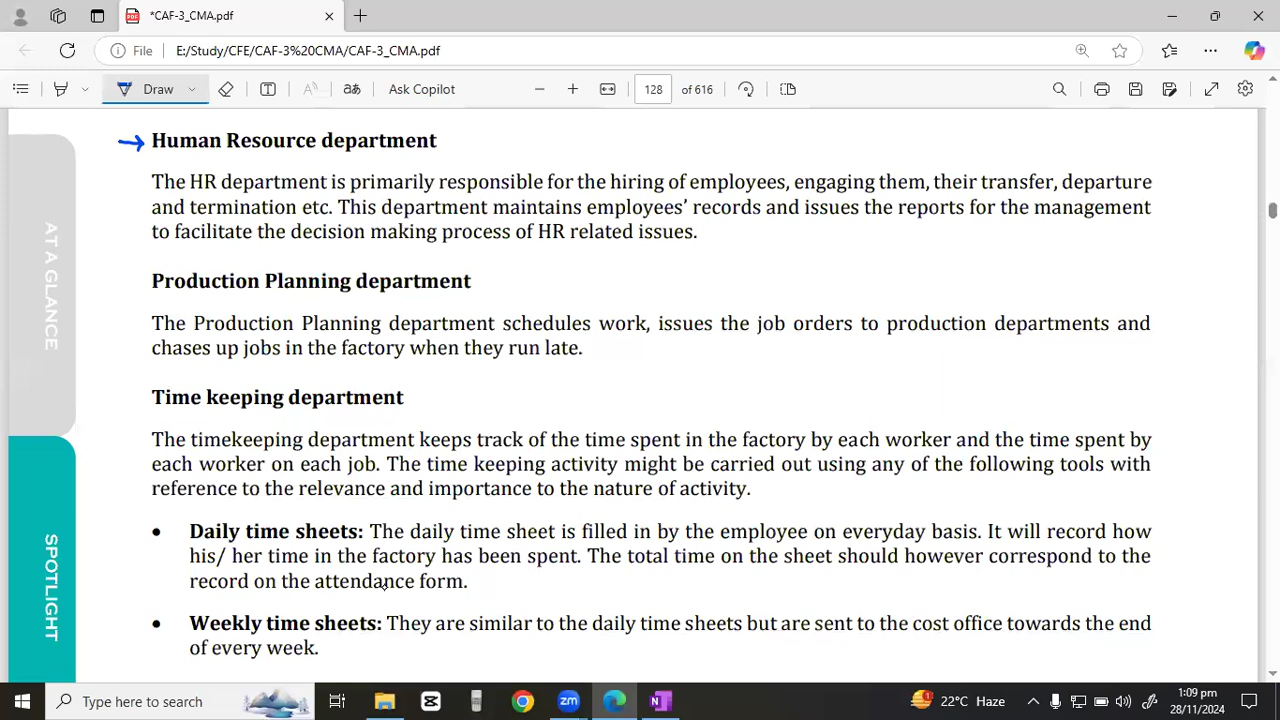 *CAF-3_CMA.pdf
File
E:/Study/CFE/CAF-3%20CMA/CAF-3_CMA.pdf
Draw
aあ
Ask Copilot
128
of 616
Human Resource department
The HR department is primarily responsible for the hiring of employees, engaging them, their transfer, departure
and termination etc. This department maintains employees’ records and issues the reports for the management
to facilitate the decision making process of HR related issues.
Production Planning department
The Production Planning department schedules work, issues the job orders to production departments and
chases up jobs in the factory when they run late.
Time keeping department
The timekeeping department keeps track of the time spent in the factory by each worker and the time spent by
each worker on each job. The time keeping activity might be carried out using any of the following tools with
reference to the relevance and importance to the nature of activity.
• Daily time sheets: The daily time sheet is filled in by the employee on everyday basis. It will record how
his/ her time in the factory has been spent. The total time on the sheet should however correspond to the
record on the attendance form.
• Weekly time sheets: They are similar to the daily time sheets but are sent to the cost office towards the end
of every week.
AT A GLANCE
SPOTLIGHT
Type here to search
22°C Haze
1:09 pm
28/11/2024